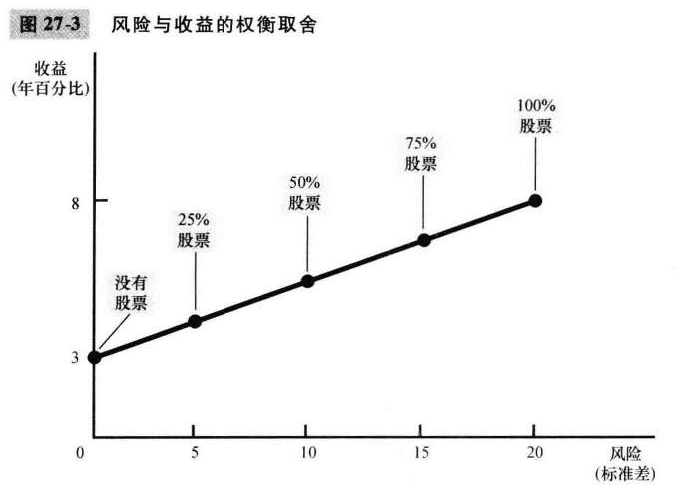 图 27-3 风险与收益的权衡取舍
收益
(年百分比)
100%
股票
75%
股票
50%
股票
8
25%
股票
没有
股票
3
0 5 10 15 20 风险
(标准差)